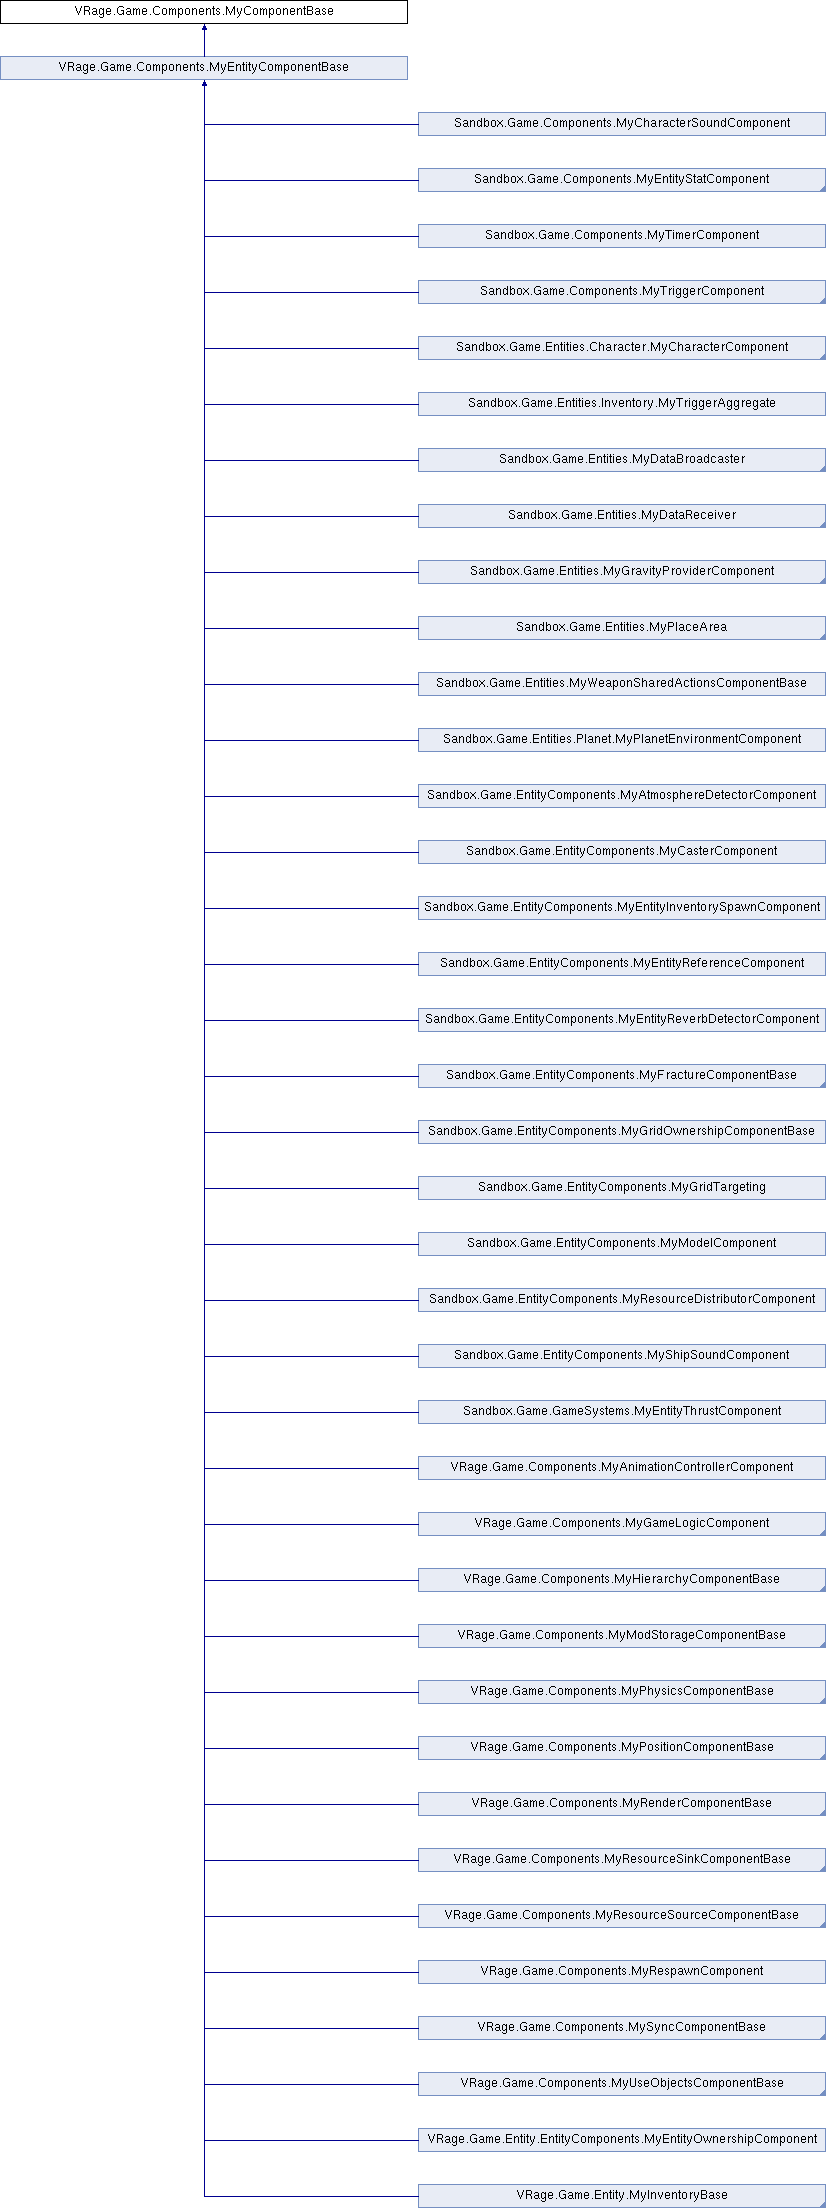 VRage.Game.Components.MyComponentBase
VRage.Game.Components.MyEntityComponentBase
Sandbox.Game.Components.MyCharacterSoundComponent
Sandbox.Game.Components.MyEntityStatComponent
Sandbox.Game.Components.MyTimerComponent
Sandbox.Game.Components.MyTriggerComponent
Sandbox.Game.Entities.Character.MyCharacterComponent
Sandbox.Game.Entities.Inventory.MyTriggerAggregate
Sandbox.Game.Entities.MyDataBroadcaster
Sandbox.Game.Entities.MyDataReceiver
Sandbox.Game.Entities.MyGravityProviderComponent
Sandbox.Game.Entities.MyPlaceArea
Sandbox.Game.Entities.MyWeaponSharedActionsComponentBase
Sandbox.Game.Entities.Planet.MyPlanetEnvironmentComponent
Sandbox.Game.EntityComponents.MyAtmosphereDetectorComponent
Sandbox.Game.EntityComponents.MyCasterComponent
Sandbox.Game.EntityComponents.MyEntityInventorySpawnComponent
Sandbox.Game.EntityComponents.MyEntityReferenceComponent
Sandbox.Game.EntityComponents.MyEntityReverbDetectorComponent
Sandbox.Game.EntityComponents.MyFractureComponentBase
Sandbox.Game.EntityComponents.MyGridOwnershipComponentBase
Sandbox.Game.EntityComponents.MyGridTargeting
Sandbox.Game.EntityComponents.MyModelComponent
Sandbox.Game.EntityComponents.MyResourceDistributorComponent
Sandbox.Game.EntityComponents.MyShipSoundComponent
Sandbox.Game.GameSystems.MyEntityThrustComponent
VRage.Game.Components.MyAnimationControllerComponent
VRage.Game.Components.MyGameLogicComponent
VRage.Game.Components.MyHierarchyComponentBase
VRage.Game.Components.MyModStorageComponentBase
VRage.Game.Components.MyPhysicsComponentBase
VRage.Game.Components.MyPositionComponentBase
VRage.Game.Components.MyRenderComponentBase
VRage.Game.Components.MyResourceSinkComponentBase
VRage.Game.Components.MyResourceSourceComponentBase
VRage.Game.Components.MyRespawnComponent
VRage.Game.Components.MySyncComponentBase
VRage.Game.Components.MyUseObjectsComponentBase
VRage.Game.Entity.EntityComponents.MyEntityOwnershipComponent
VRage.Game.Entity.MyInventoryBase